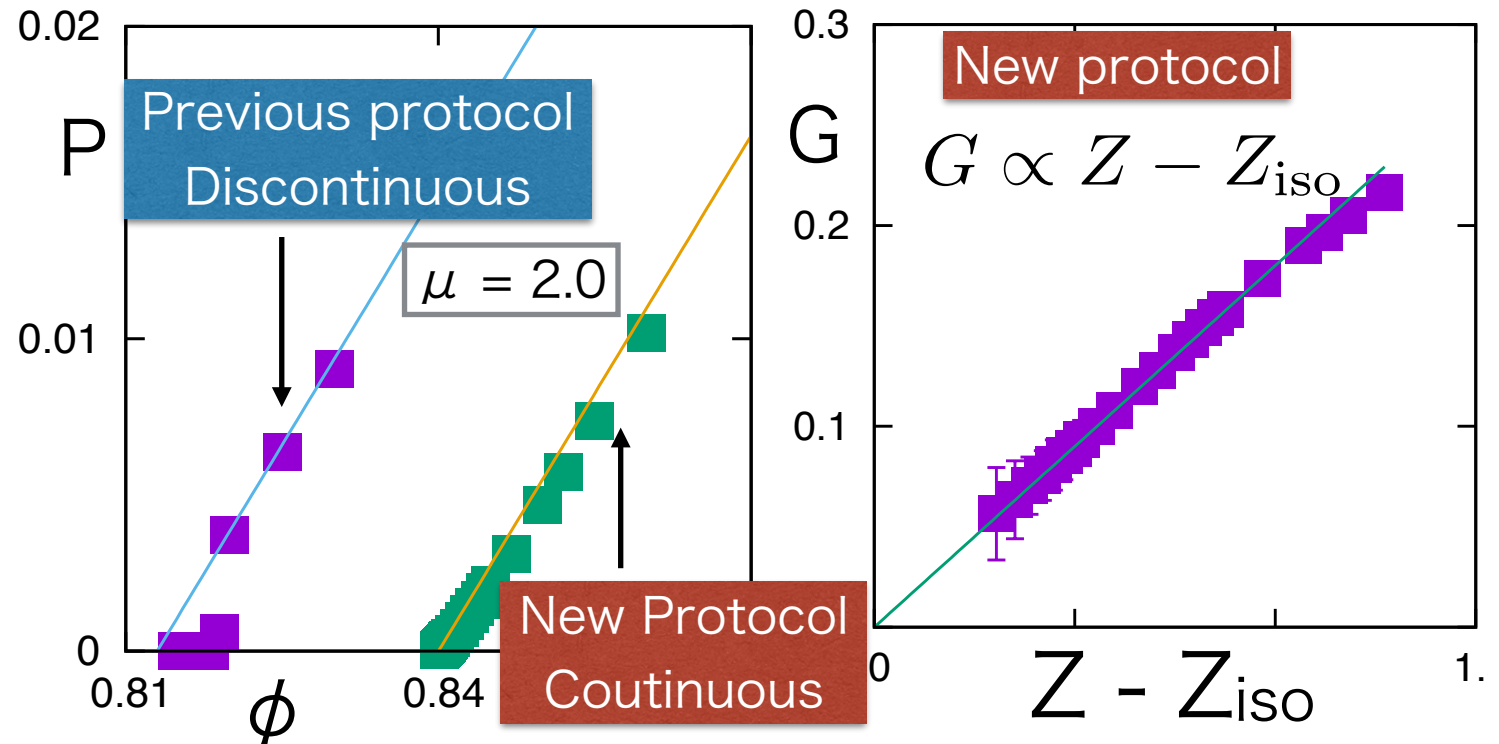 0.02
P
Previous protocol
Discontinuous
μ = 2.0
0.01
0
0.81
ϕ
0.84
New Protocol
Coutinuous
0.3
New protocol
G
G ∝ Z − Z_iso
0.2
0.1
0
Z - Z_iso
1.